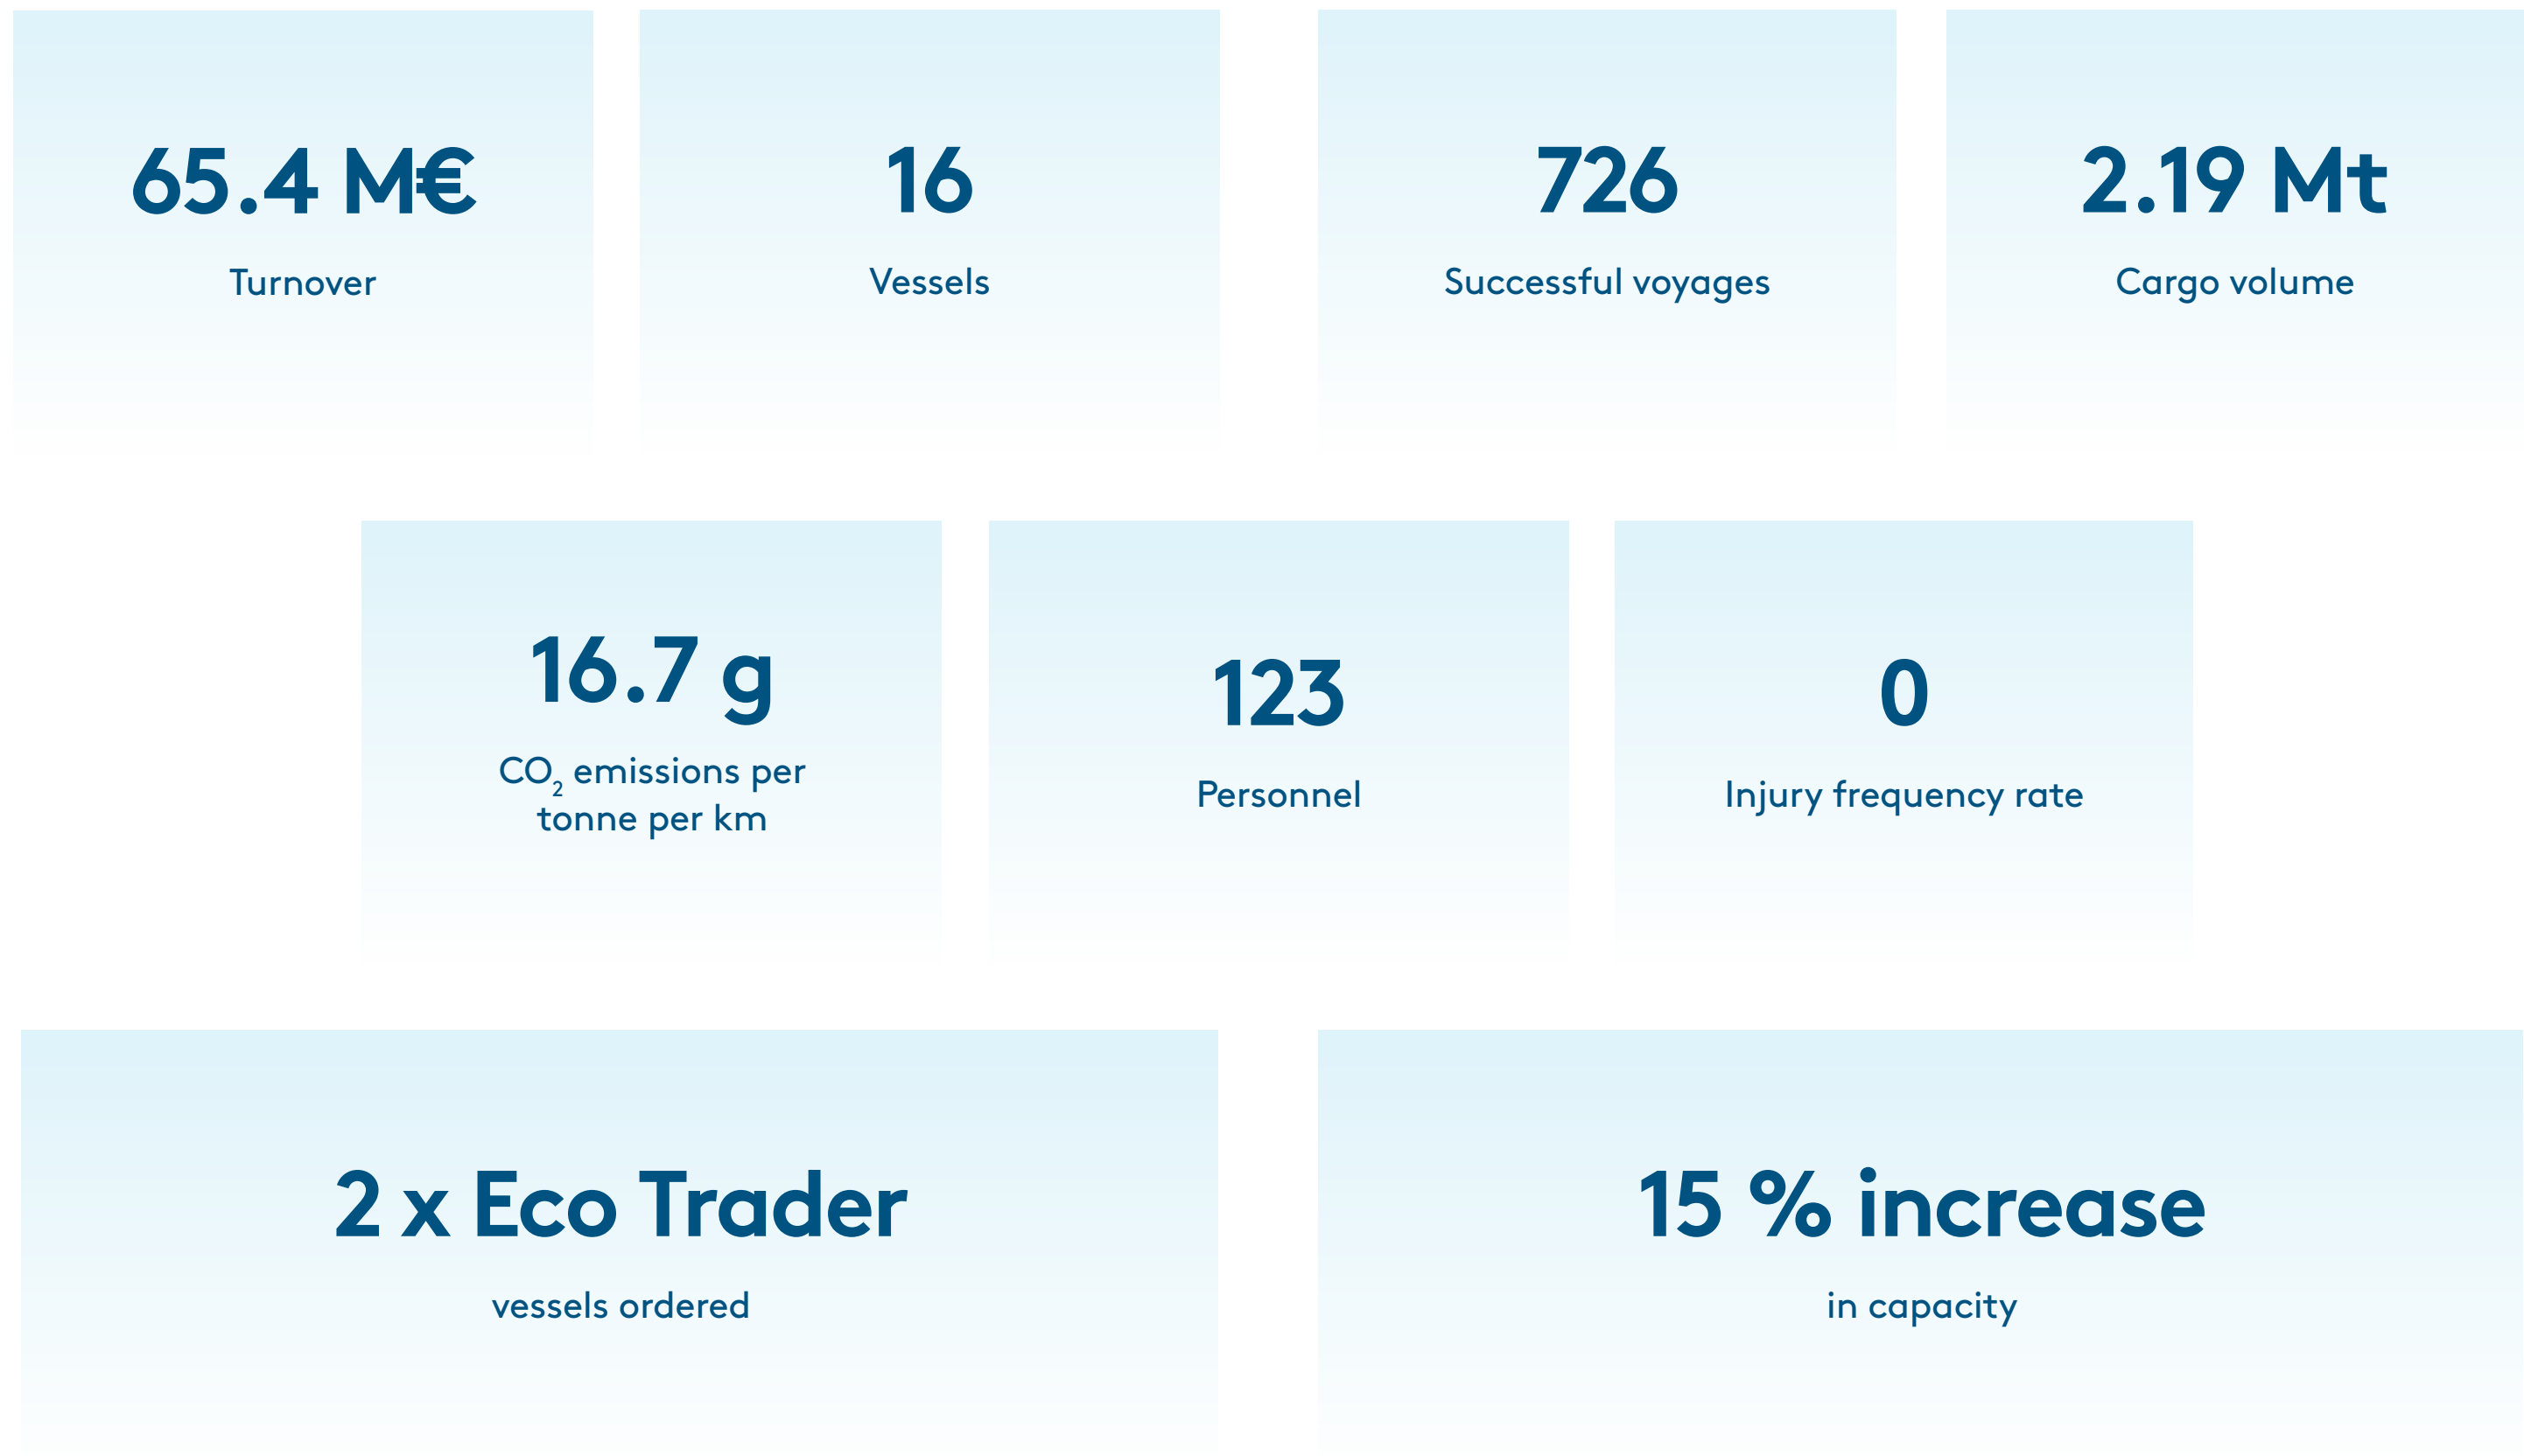 65.4 M€
Turnover
16
Vessels
726
Successful voyages
2.19 Mt
Cargo volume
16.7 g
CO₂ emissions per
tonne per km
123
Personnel
0
Injury frequency rate
2 x Eco Trader
vessels ordered
15 % increase
in capacity